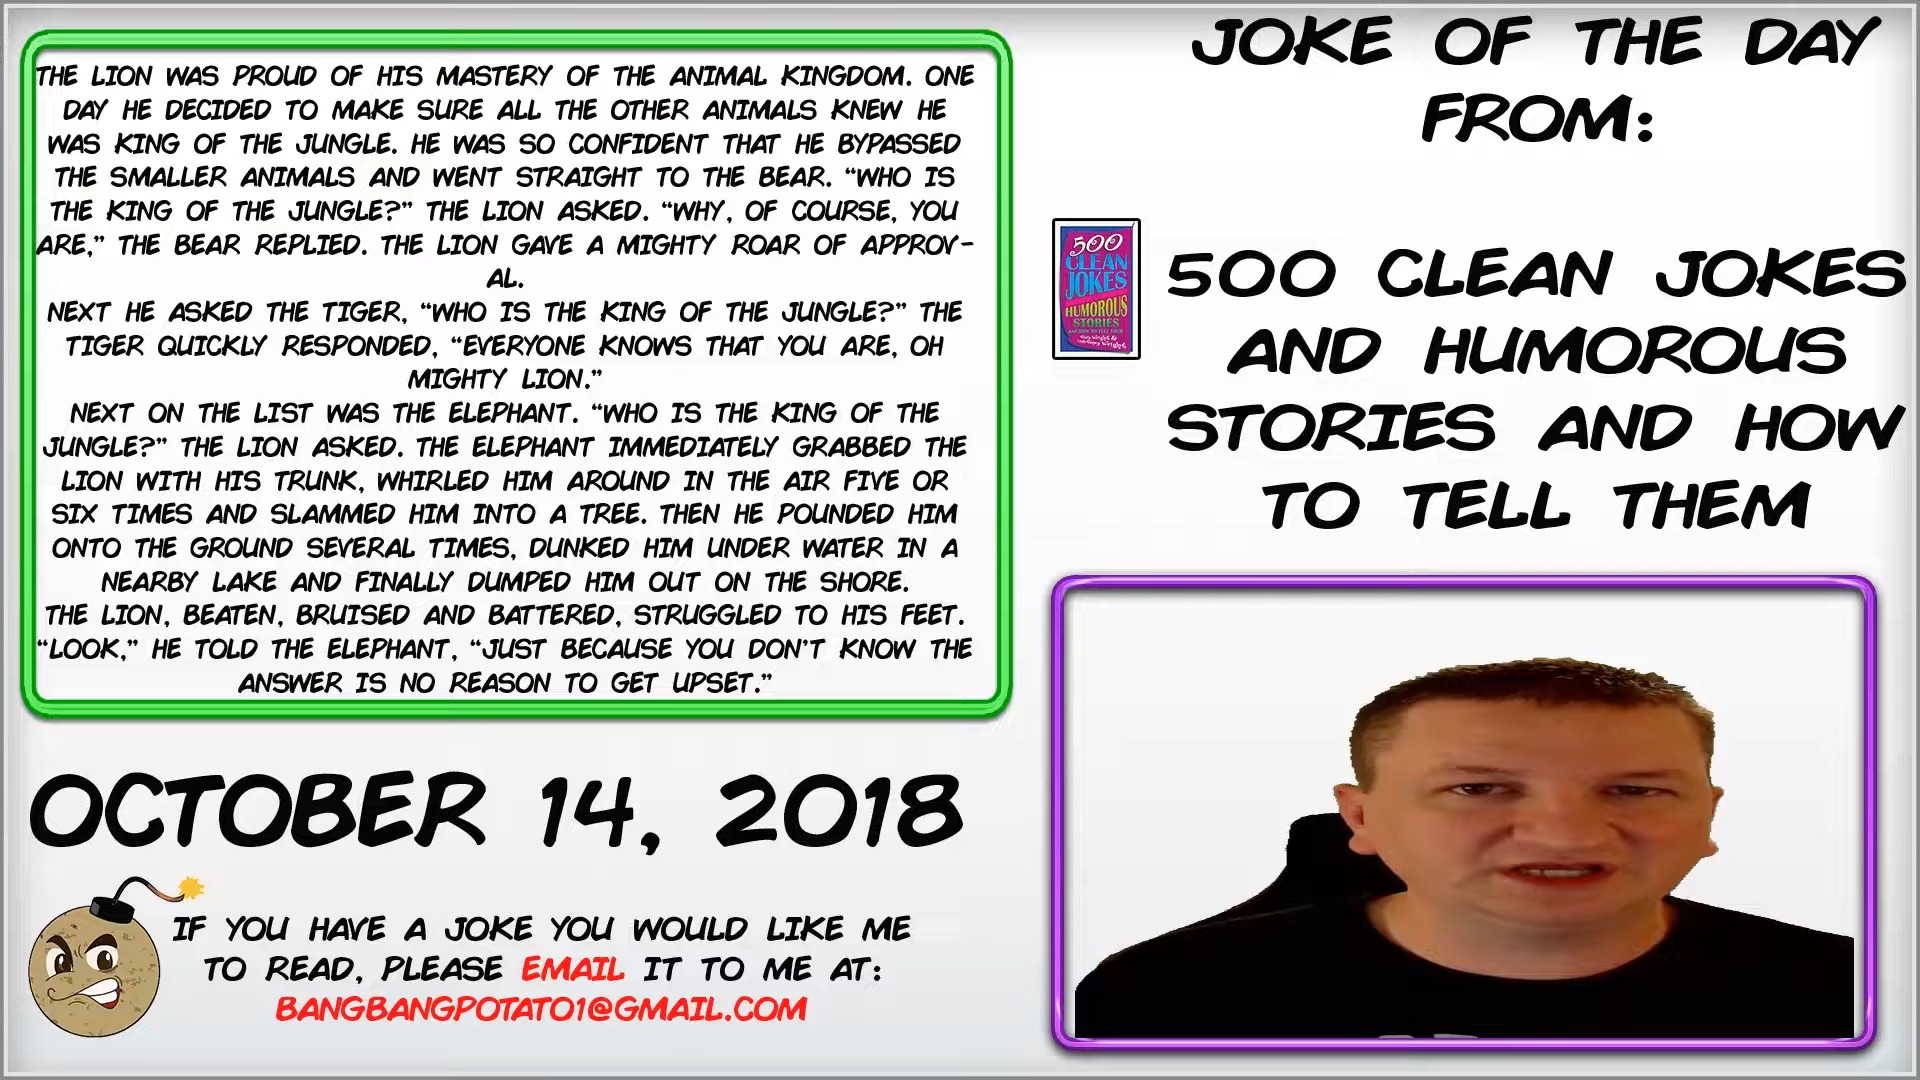 THE LION WAS PROUD OF HIS MASTERY OF THE ANIMAL KINGDOM. ONE
DAY HE DECIDED TO MAKE SURE ALL THE OTHER ANIMALS KNEW HE
WAS KING OF THE JUNGLE. HE WAS SO CONFIDENT THAT HE BYPASSED
THE SMALLER ANIMALS AND WENT STRAIGHT TO THE BEAR. “WHO IS
THE KING OF THE JUNGLE?” THE LION ASKED. “WHY, OF COURSE, YOU
ARE,” THE BEAR REPLIED. THE LION GAVE A MIGHTY ROAR OF APPROV-
AL.
NEXT HE ASKED THE TIGER, “WHO IS THE KING OF THE JUNGLE?” THE
TIGER QUICKLY RESPONDED, “EVERYONE KNOWS THAT YOU ARE, OH
MIGHTY LION.”
NEXT ON THE LIST WAS THE ELEPHANT. “WHO IS THE KING OF THE
JUNGLE?” THE LION ASKED. THE ELEPHANT IMMEDIATELY GRABBED THE
LION WITH HIS TRUNK, WHIRLED HIM AROUND IN THE AIR FIVE OR
SIX TIMES AND SLAMMED HIM INTO A TREE. THEN HE POUNDED HIM
ONTO THE GROUND SEVERAL TIMES, DUNKED HIM UNDER WATER IN A
NEARBY LAKE AND FINALLY DUMPED HIM OUT ON THE SHORE.
THE LION, BEATEN, BRUISED AND BATTERED, STRUGGLED TO HIS FEET.
“LOOK,” HE TOLD THE ELEPHANT, “JUST BECAUSE YOU DON’T KNOW THE
ANSWER IS NO REASON TO GET UPSET.”
OCTOBER 14, 2018
IF YOU HAVE A JOKE YOU WOULD LIKE ME
TO READ, PLEASE EMAIL IT TO ME AT:
BANGBANGPOTATO1@GMAIL.COM
JOKE OF THE DAY
FROM:
500
CLEAN
JOKES
HUMOROUS
STORIES
500 CLEAN JOKES
AND HUMOROUS
STORIES AND HOW
TO TELL THEM